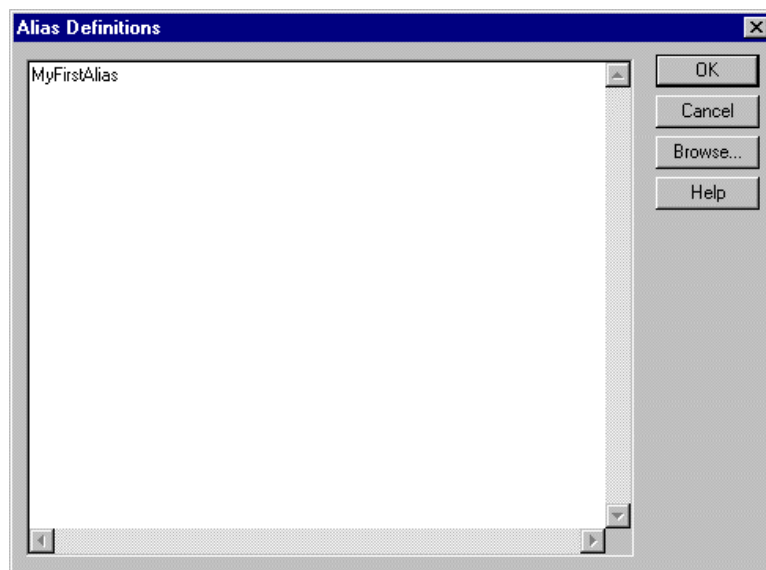 Alias Definitions
MyFirstAlias
OK
Cancel
Browse...
Help